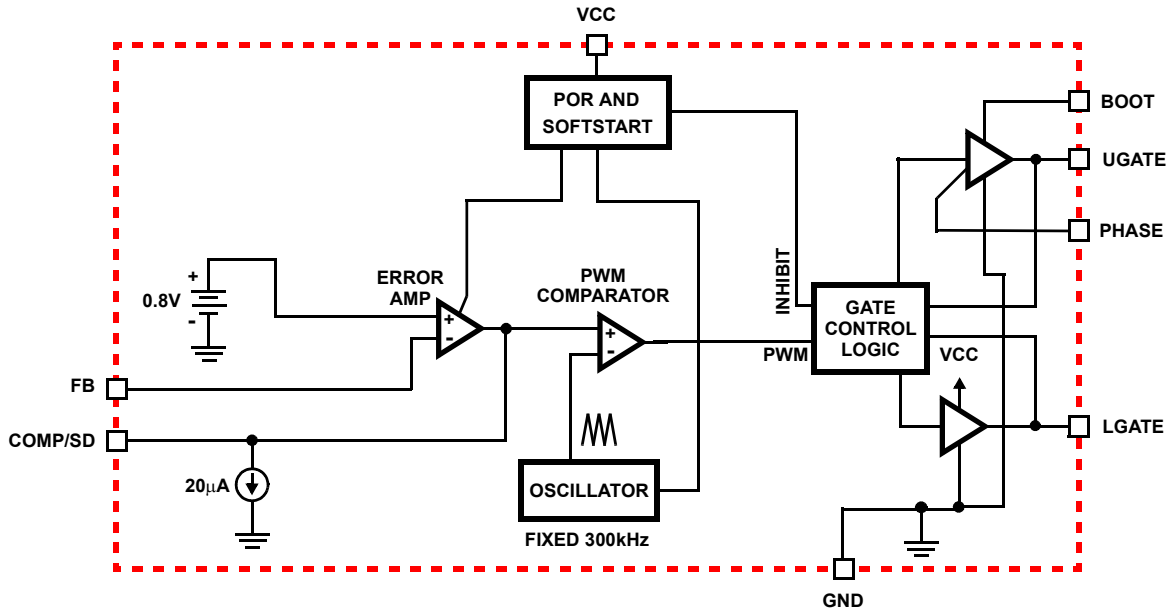 VCC
POR AND
SOFTSTART
BOOT
UGATE
PHASE
+
0.8V
-
ERROR
AMP
+
-
PWM
COMPARATOR
+
-
INHIBIT
PWM
GATE
CONTROL
LOGIC
VCC
FB
COMP/SD
20µA
OSCILLATOR
FIXED 300kHz
LGATE
GND